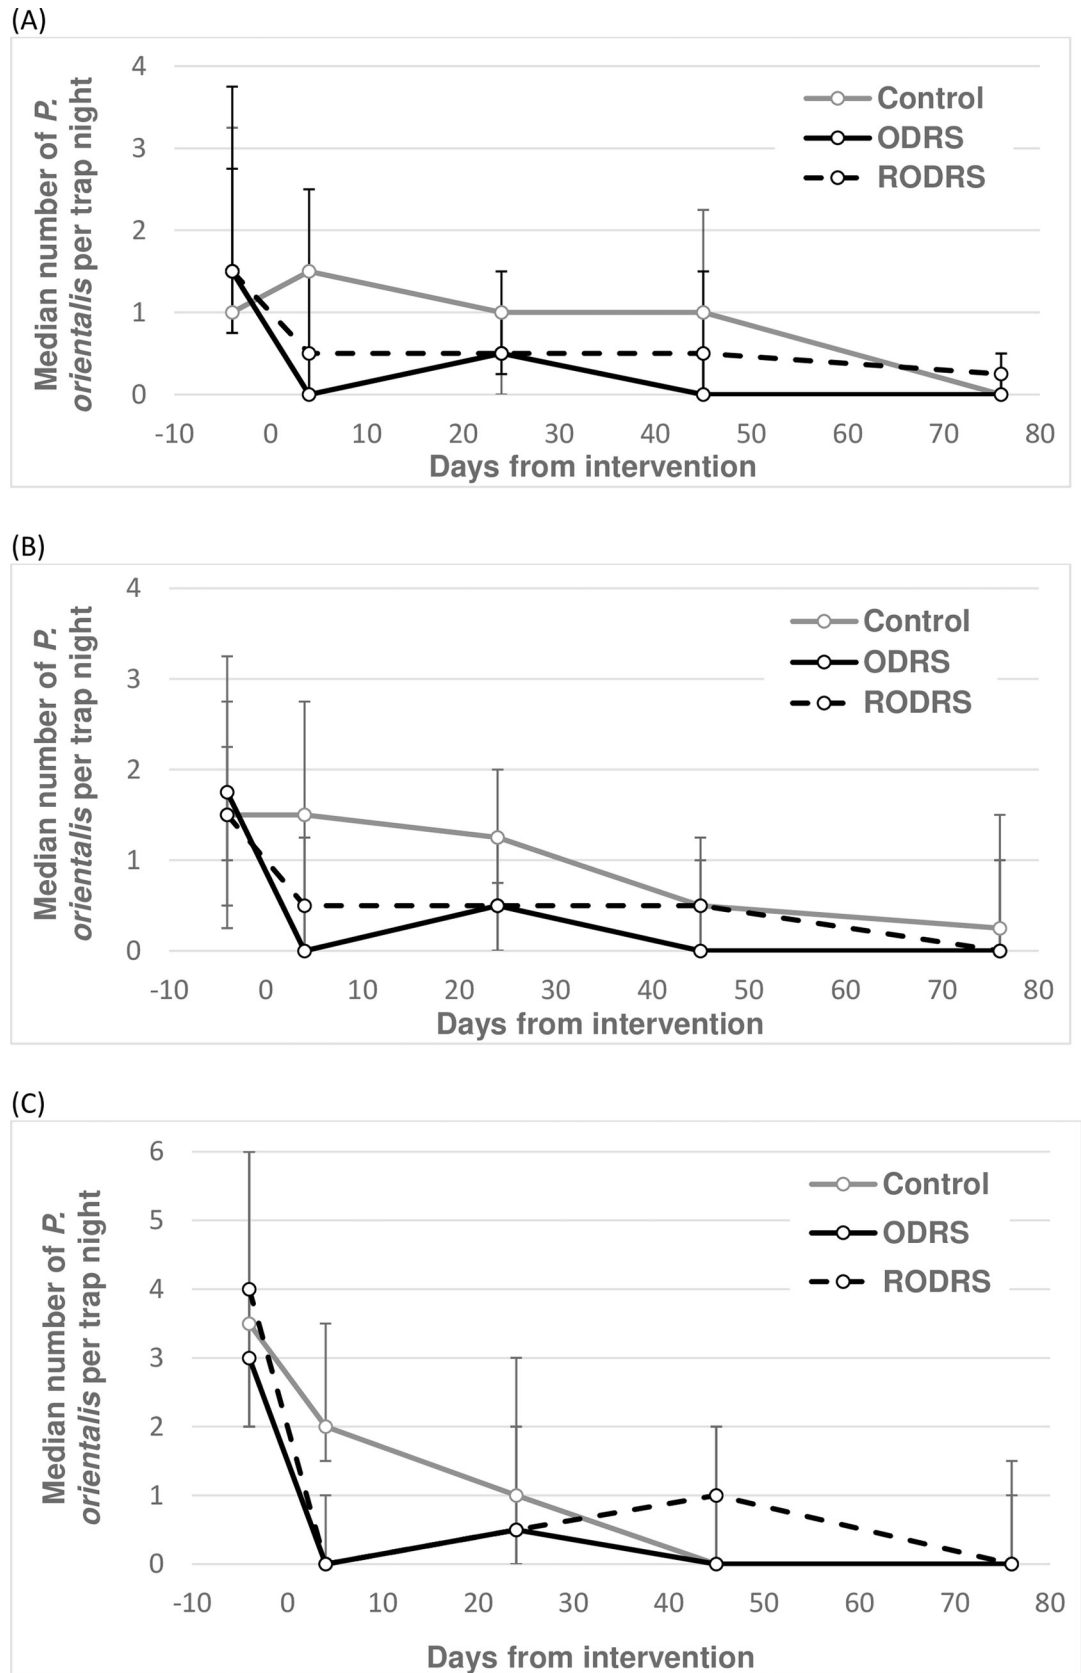 (A)
Median number of P.
orientalis per trap night
4
3
2
1
0
-10 0 10 20 30 40 50 60 70 80
Days from intervention
Control
ODRS
RODRS
(B)
Median number of P.
orientalis per trap night
4
3
2
1
0
-10 0 10 20 30 40 50 60 70 80
Days from intervention
Control
ODRS
RODRS
(C)
Median number of P.
orientalis per trap night
6
5
4
3
2
1
0
-10 0 10 20 30 40 50 60 70 80
Days from intervention
Control
ODRS
RODRS